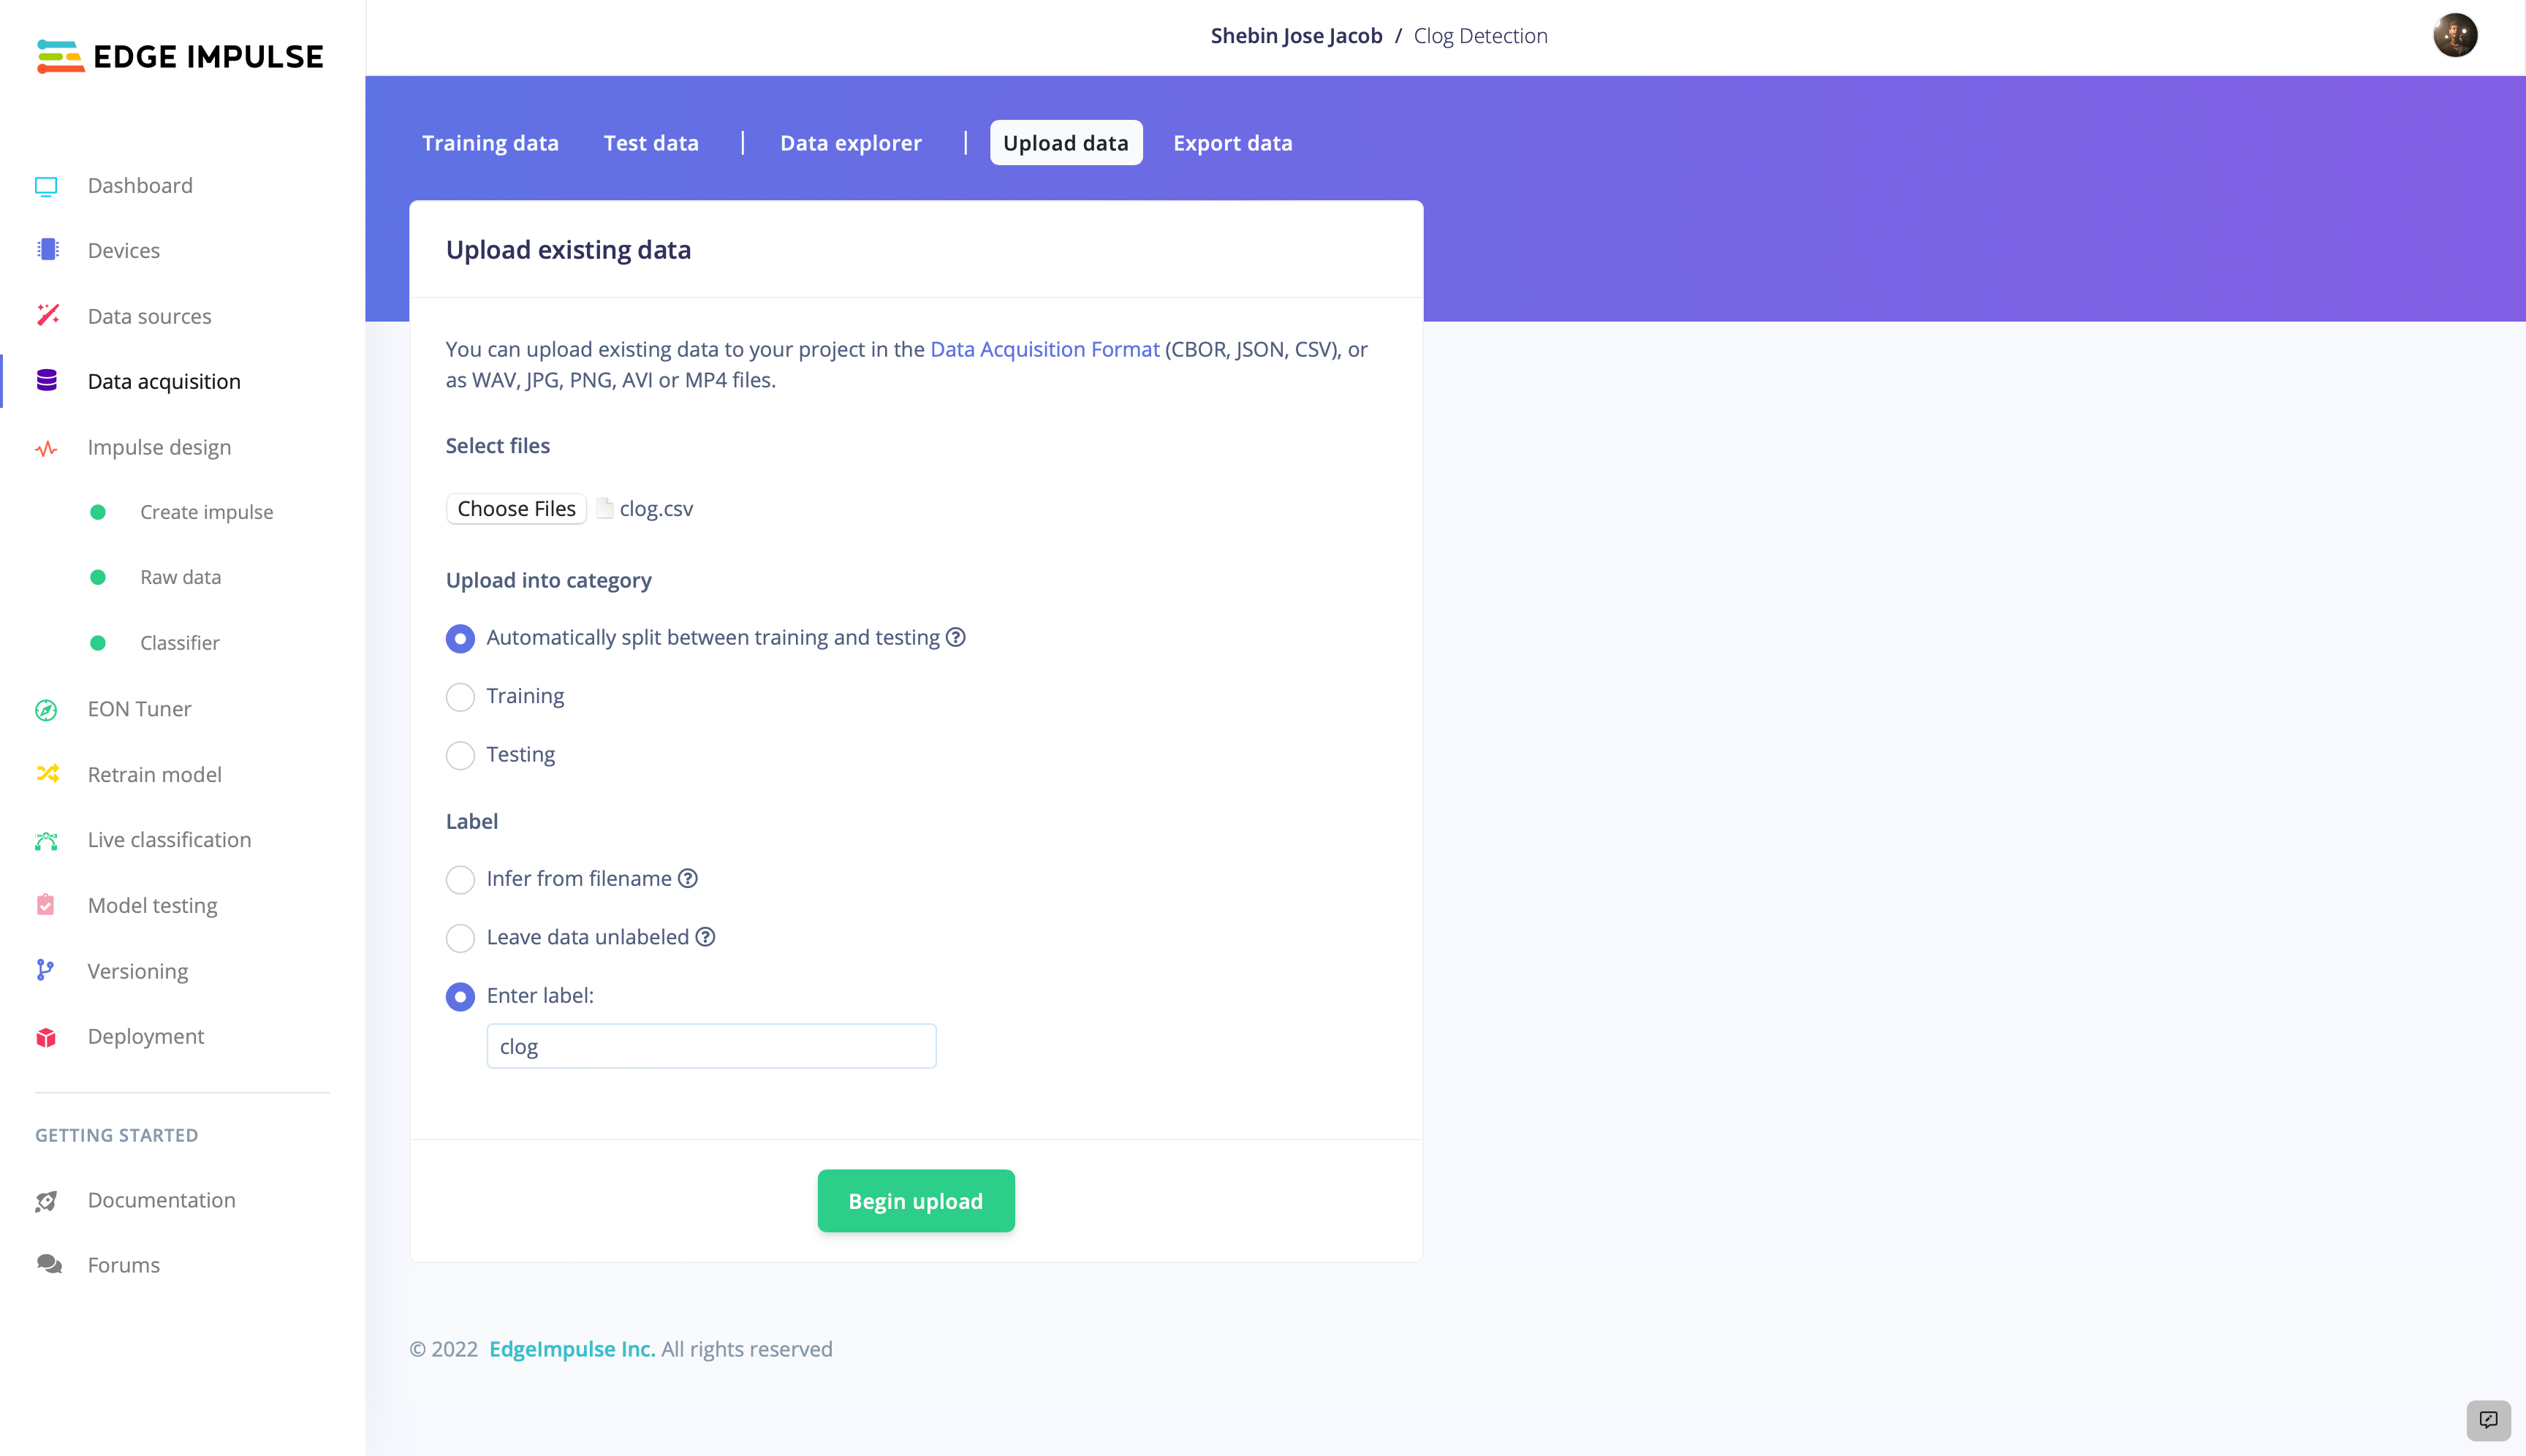 EDGE IMPULSE
Shebin Jose Jacob / Clog Detection
Dashboard
Devices
Data sources
Data acquisition
Impulse design
Create impulse
Raw data
Classifier
EON Tuner
Retrain model
Live classification
Model testing
Versioning
Deployment
GETTING STARTED
Documentation
Forums
Training data Test data | Data explorer | Upload data Export data
Upload existing data
You can upload existing data to your project in the Data Acquisition Format (CBOR, JSON, CSV), or
as WAV, JPG, PNG, AVI or MP4 files.
Select files
Choose Files clog.csv
Upload into category
Automatically split between training and testing ?
Training
Testing
Label
Infer from filename ?
Leave data unlabeled ?
Enter label:
clog
Begin upload
© 2022 EdgeImpulse Inc. All rights reserved